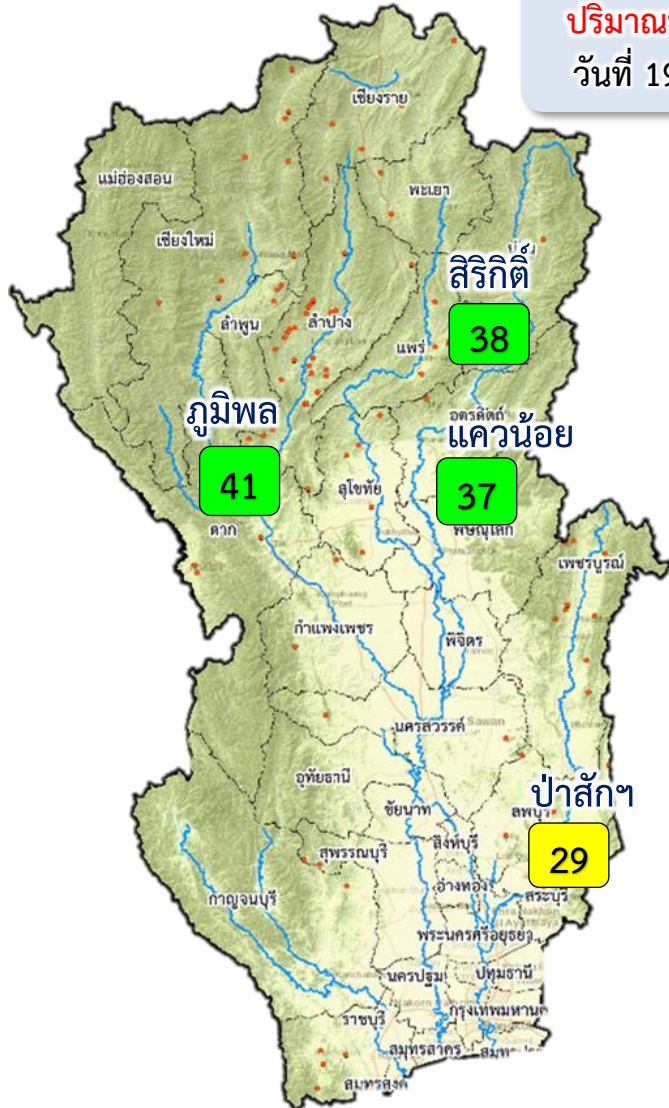 ปริมาณ
วันที่ 19
เชียงราย
แม่ฮ่องสอน
พะเยา
เชียงใหม่
น่าน
สิริกิติ์
38
ลำพูน
ลำปาง
แพร่
ภูมิพล
41
อุตรดิตถ์
แควน้อย
37
สุโขทัย
ตาก
พิษณุโลก
เพชรบูรณ์
กำแพงเพชร
พิจิตร
นครสวรรค์
Sawan
อุทัยธานี
ป่าสักฯ
29
ชัยนาท
ลพบุรี
สิงห์บุรี
สุพรรณบุรี
อ่างทอง
สระบุรี
กาญจนบุรี
พระนครศรีอยุธยา
นครปฐม
ปทุมธานี
ราชบุรี
กรุงเทพมหานค
สมุทรสาคร
สมุทรสงค